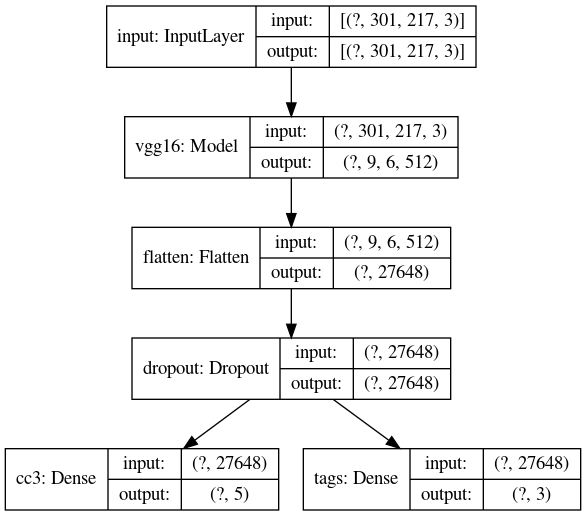 input: InputLayer
input:
[(?, 301, 217, 3)]
output:
[(?, 301, 217, 3)]
vgg16: Model
input:
(?, 301, 217, 3)
output:
(?, 9, 6, 512)
flatten: Flatten
input:
(?, 9, 6, 512)
output:
(?, 27648)
dropout: Dropout
input:
(?, 27648)
output:
(?, 27648)
cc3: Dense
input:
(?, 27648)
output:
(?, 5)
tags: Dense
input:
(?, 27648)
output:
(?, 3)